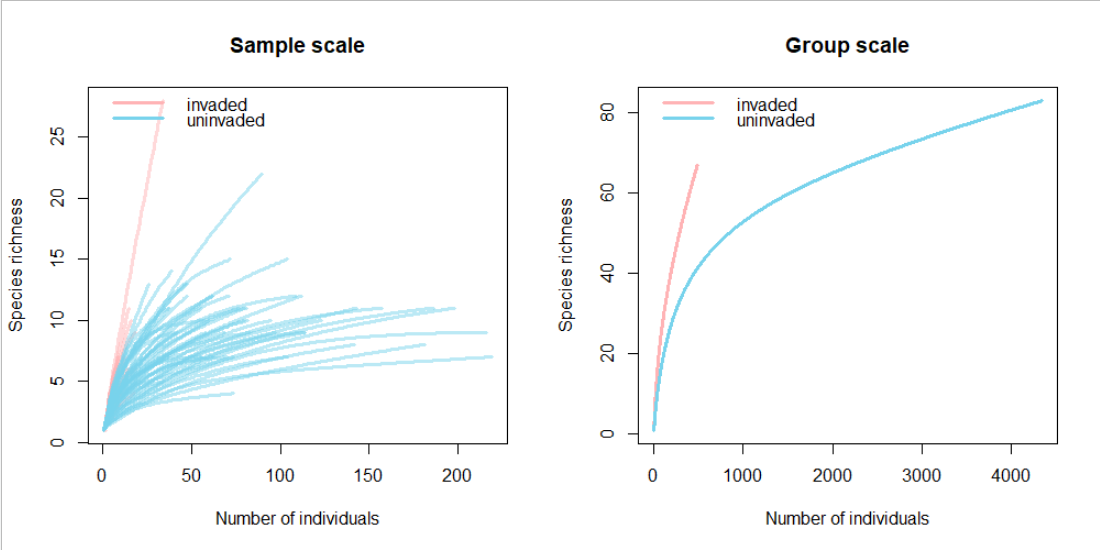 Sample scale
invaded
uninvaded
Species richness
0
5
10
15
20
25
0
50
100
150
200
Number of individuals
Group scale
invaded
uninvaded
Species richness
0
20
40
60
80
0
1000
2000
3000
4000
Number of individuals